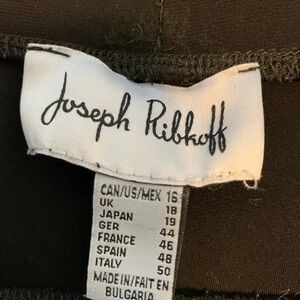 Joseph Ribkoff
CAN/US/MEX 16
UK 18
JAPAN 19
GER 44
FRANCE 46
SPAIN 48
ITALY 50
MADE IN/FAIT EN
BULGARIA